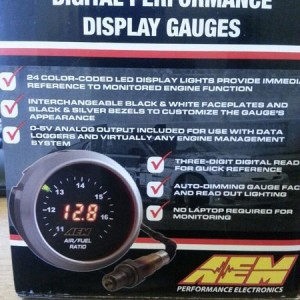 DIGITAL PERFORMANCE
DISPLAY GAUGES
24 COLOR-CODED LED DISPLAY LIGHTS PROVIDE IMMED
REFERENCE TO MONITORED ENGINE FUNCTION
INTERCHANGEABLE BLACK & WHITE FACEPLATES AND
BLACK & SILVER BEZELS TO CUSTOMIZE THE GAUGE'S
APPEARANCE
0-5V ANALOG OUTPUT INCLUDED FOR USE WITH DATA
LOGGERS AND VIRTUALLY ANY ENGINE MANAGEMENT
SYSTEM
THREE-DIGIT DIGITAL READ
FOR QUICK REFERENCE
AUTO-DIMMING GAUGE FAC
AND READ OUT LIGHTING
NO LAPTOP REQUIRED FOR
MONITORING
13 14
12 15
12.8
11 16
AEM
AIR/FUEL
RATIO
AEM
PERFORMANCE ELECTRONICS